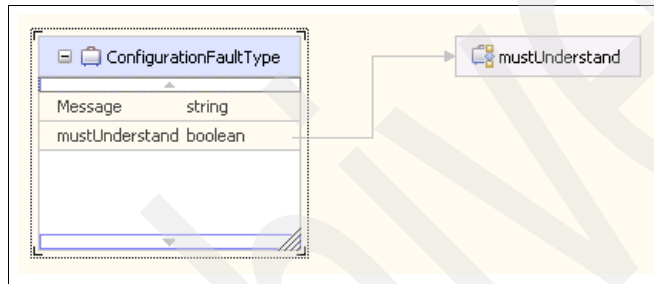 ConfigurationFaultType
mustUnderstand
Message string
mustUnderstand boolean